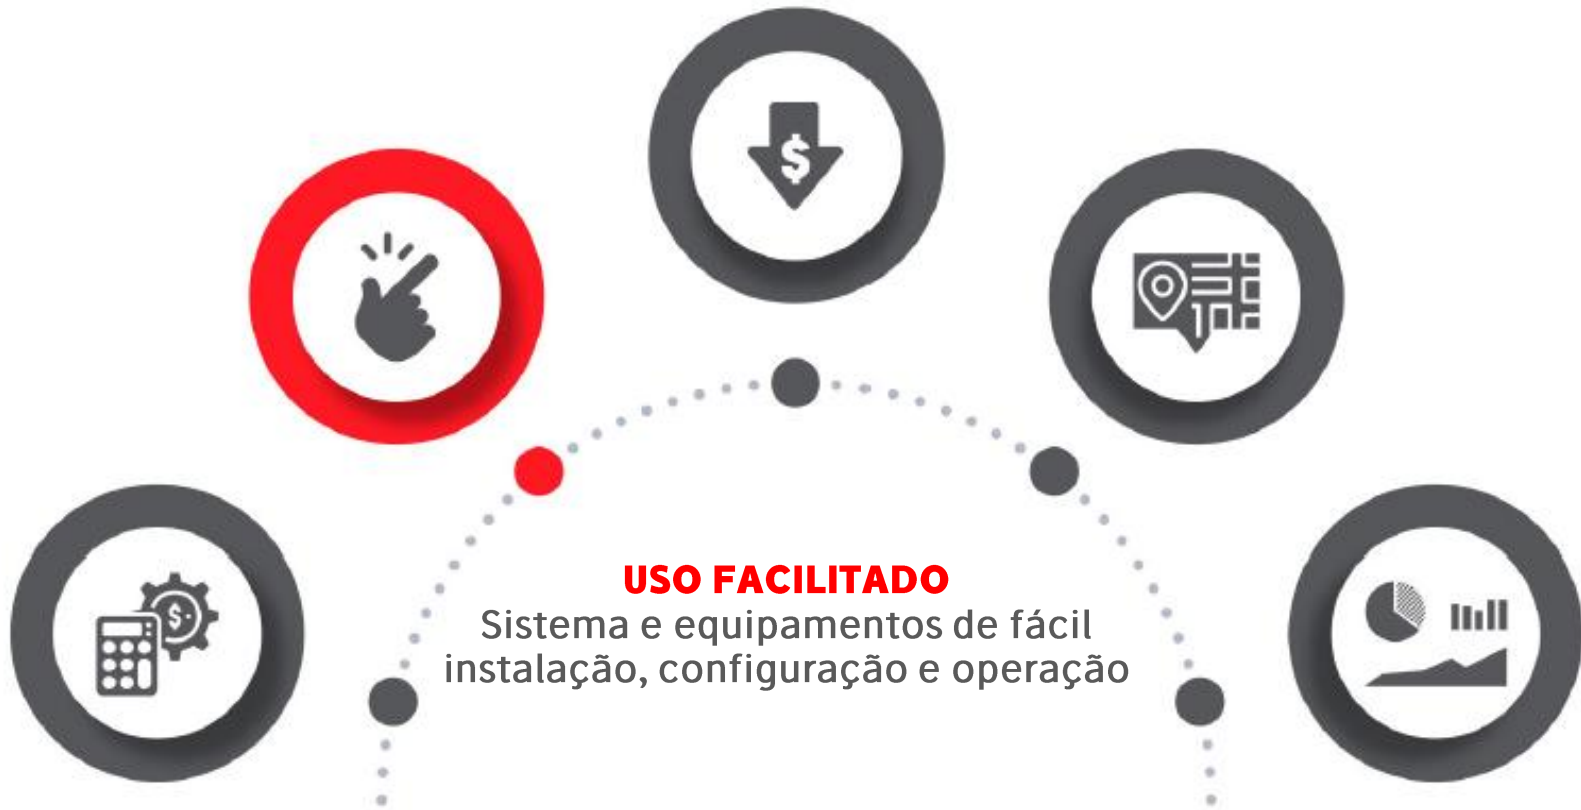 $
$
USO FACILITADO
Sistema e equipamentos de fácil
instalação, configuração e operação